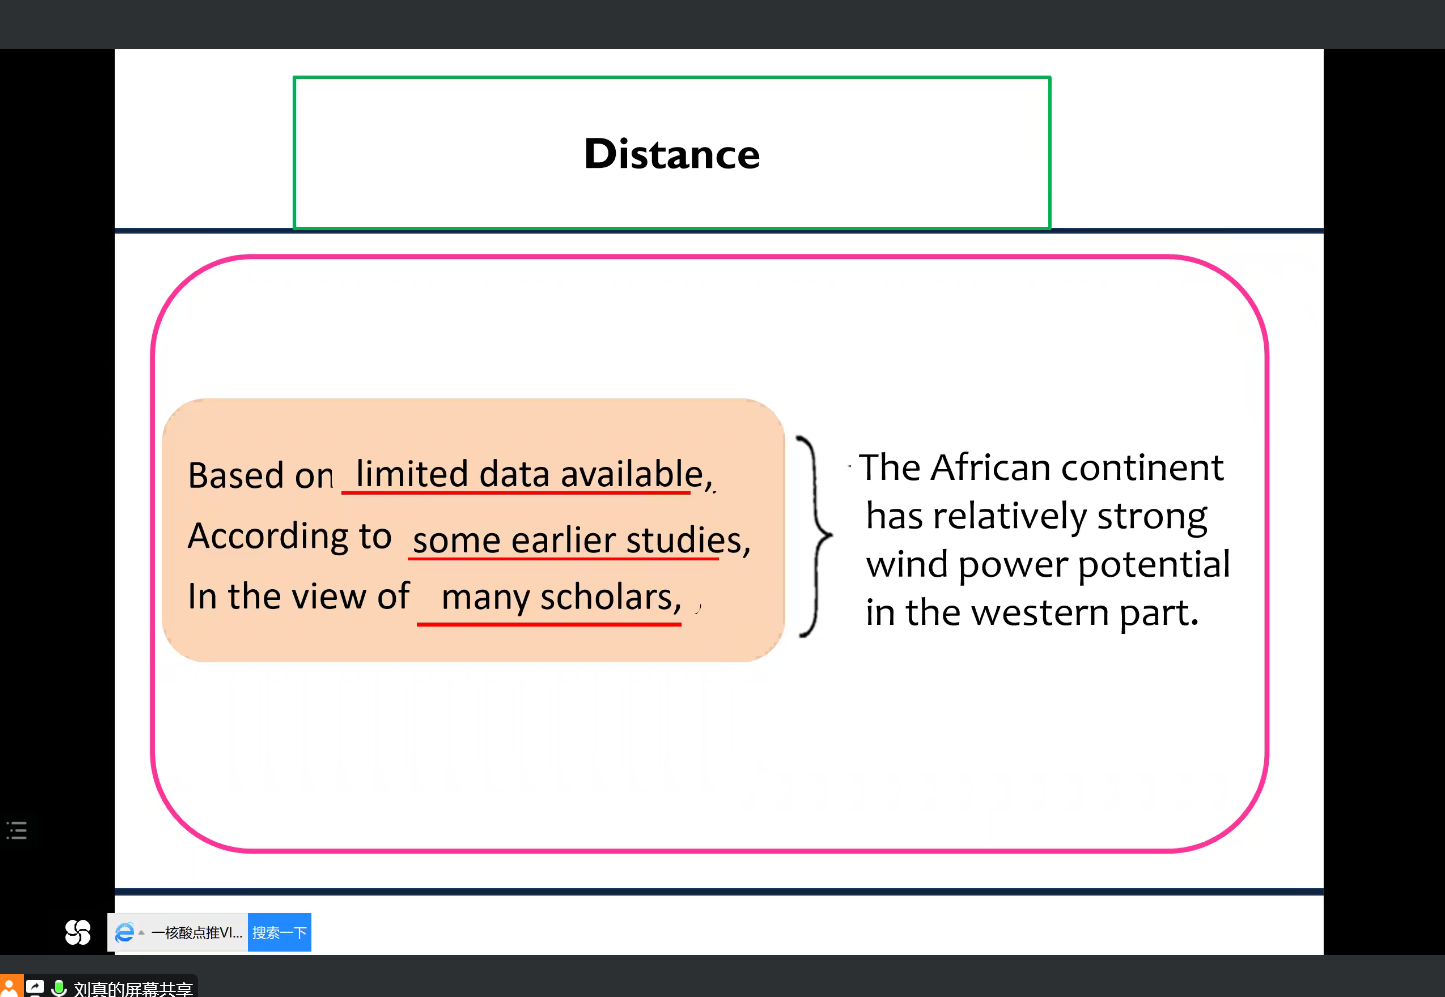 Distance
Based on limited data available,
According to some earlier studies,
In the view of many scholars,
The African continent
has relatively strong
wind power potential
in the western part.
一核酸点推VI... 搜索一下
刘真的屏幕共享